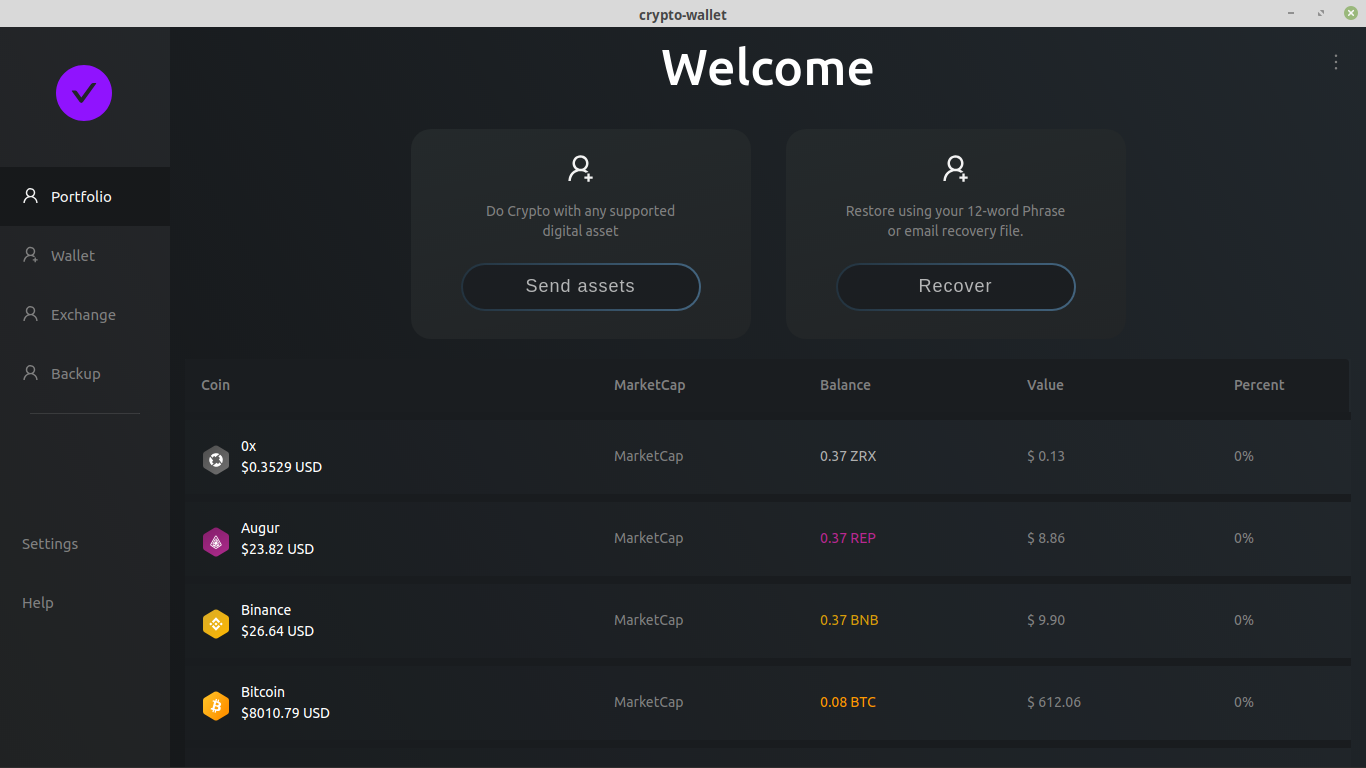 crypto-wallet
Welcome
Portfolio
Wallet
Exchange
Backup
Settings
Help
Do Crypto with any supported
digital asset
Send assets
Restore using your 12-word Phrase
or email recovery file.
Recover
Coin MarketCap Balance Value Percent
0x
$0.3529 USD
MarketCap 0.37 ZRX $ 0.13 0%
Augur
$23.82 USD
MarketCap 0.37 REP $ 8.86 0%
Binance
$26.64 USD
MarketCap 0.37 BNB $ 9.90 0%
Bitcoin
$8010.79 USD
MarketCap 0.08 BTC $ 612.06 0%